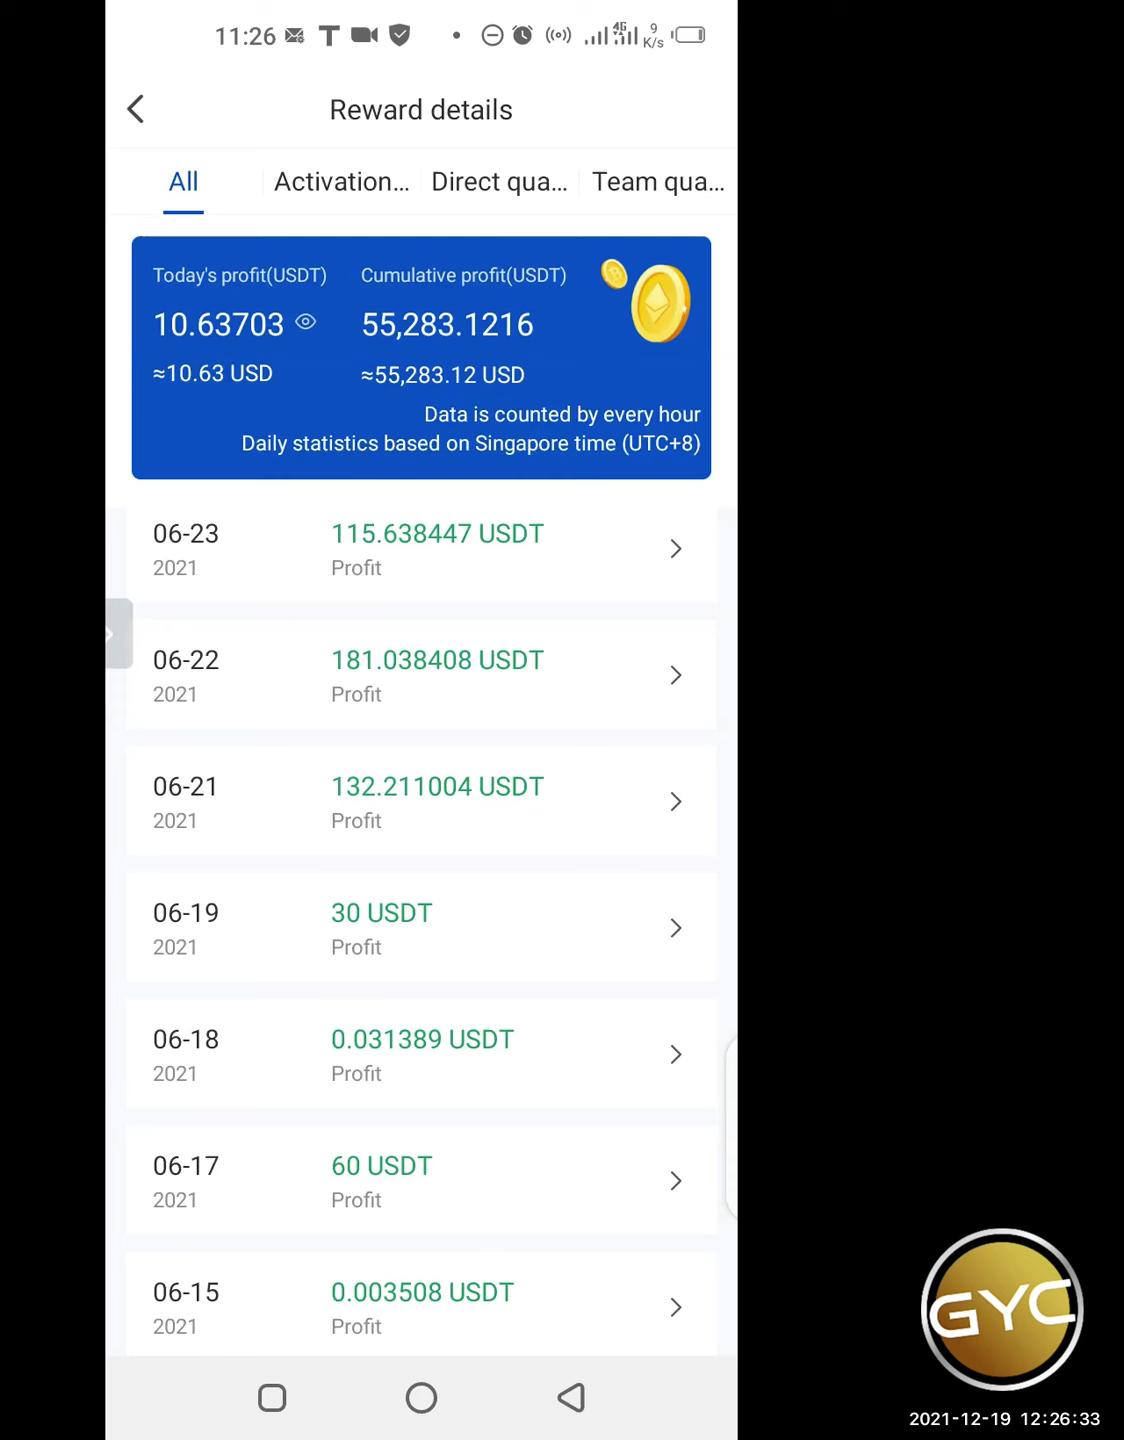 11:26
4G
9
K/s
Reward details
All
Activation...
Direct qua...
Team qua...
Today's profit(USDT)
Cumulative profit(USDT)
10.63703
55,283.1216
≈10.63 USD
≈55,283.12 USD
Data is counted by every hour
Daily statistics based on Singapore time (UTC+8)
06-23
115.638447 USDT
2021
Profit
06-22
181.038408 USDT
2021
Profit
06-21
132.211004 USDT
2021
Profit
06-19
30 USDT
2021
Profit
06-18
0.031389 USDT
2021
Profit
06-17
60 USDT
2021
Profit
06-15
0.003508 USDT
2021
Profit
GYC
2021-12-19 12:26:33